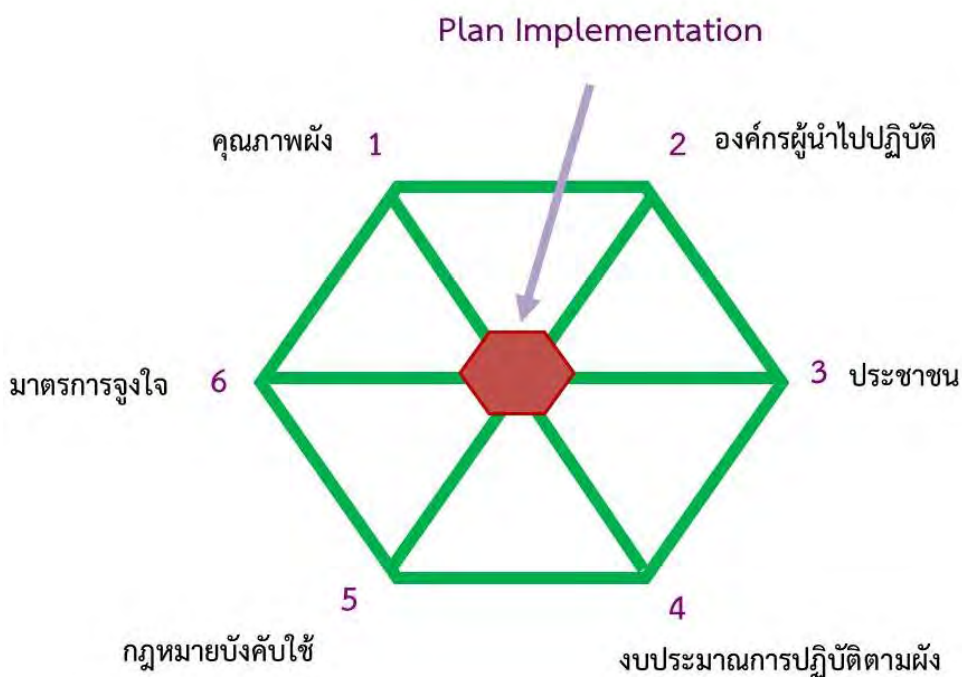 Plan Implementation
คุณภาพผัง 1
2 องค์กรผู้นำไปปฏิบัติ
มาตรการจูงใจ 6
3 ประชาชน
5
กฎหมายบังคับใช้
4
งบประมาณการปฏิบัติตามผัง